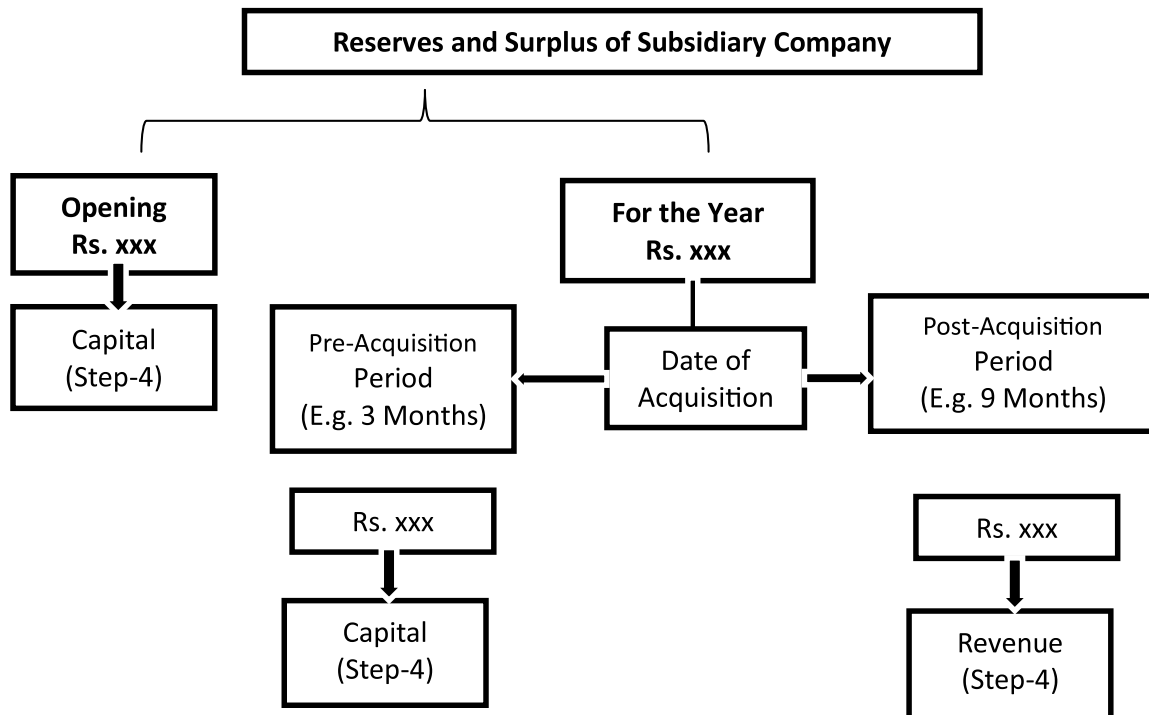 Reserves and Surplus of Subsidiary Company
Opening
Rs. xxx
For the Year
Rs. xxx
Capital
(Step-4)
Pre-Acquisition
Period
(E.g. 3 Months)
Date of
Acquisition
Post-Acquisition
Period
(E.g. 9 Months)
Rs. xxx
Rs. xxx
Capital
(Step-4)
Revenue
(Step-4)